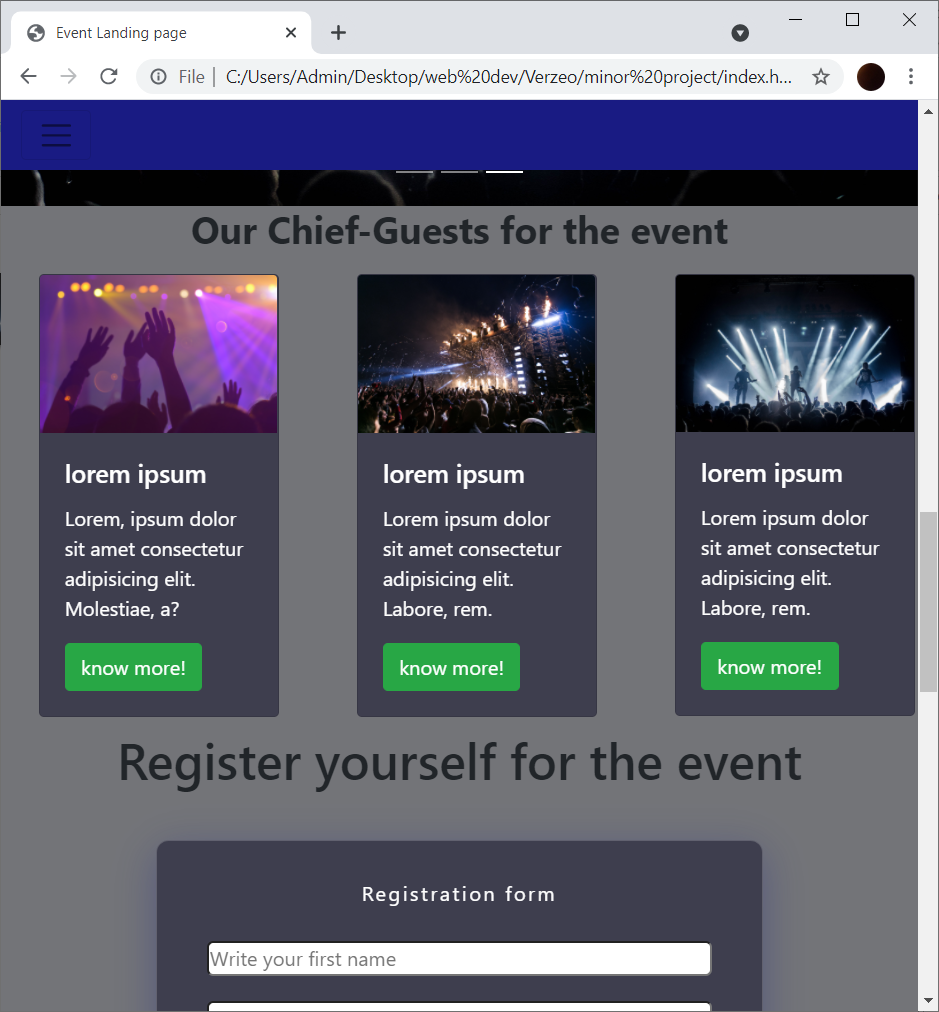 Event Landing page
File | C:/Users/Admin/Desktop/web%20dev/Verzeo/minor%20project/index.h...
Our Chief-Guests for the event
lorem ipsum
Lorem, ipsum dolor
sit amet consectetur
adipisicing elit.
Molestiae, a?
know more!
lorem ipsum
Lorem ipsum dolor
sit amet consectetur
adipisicing elit.
Labore, rem.
know more!
lorem ipsum
Lorem ipsum dolor
sit amet consectetur
adipisicing elit.
Labore, rem.
know more!
Register yourself for the event
Registration form
Write your first name